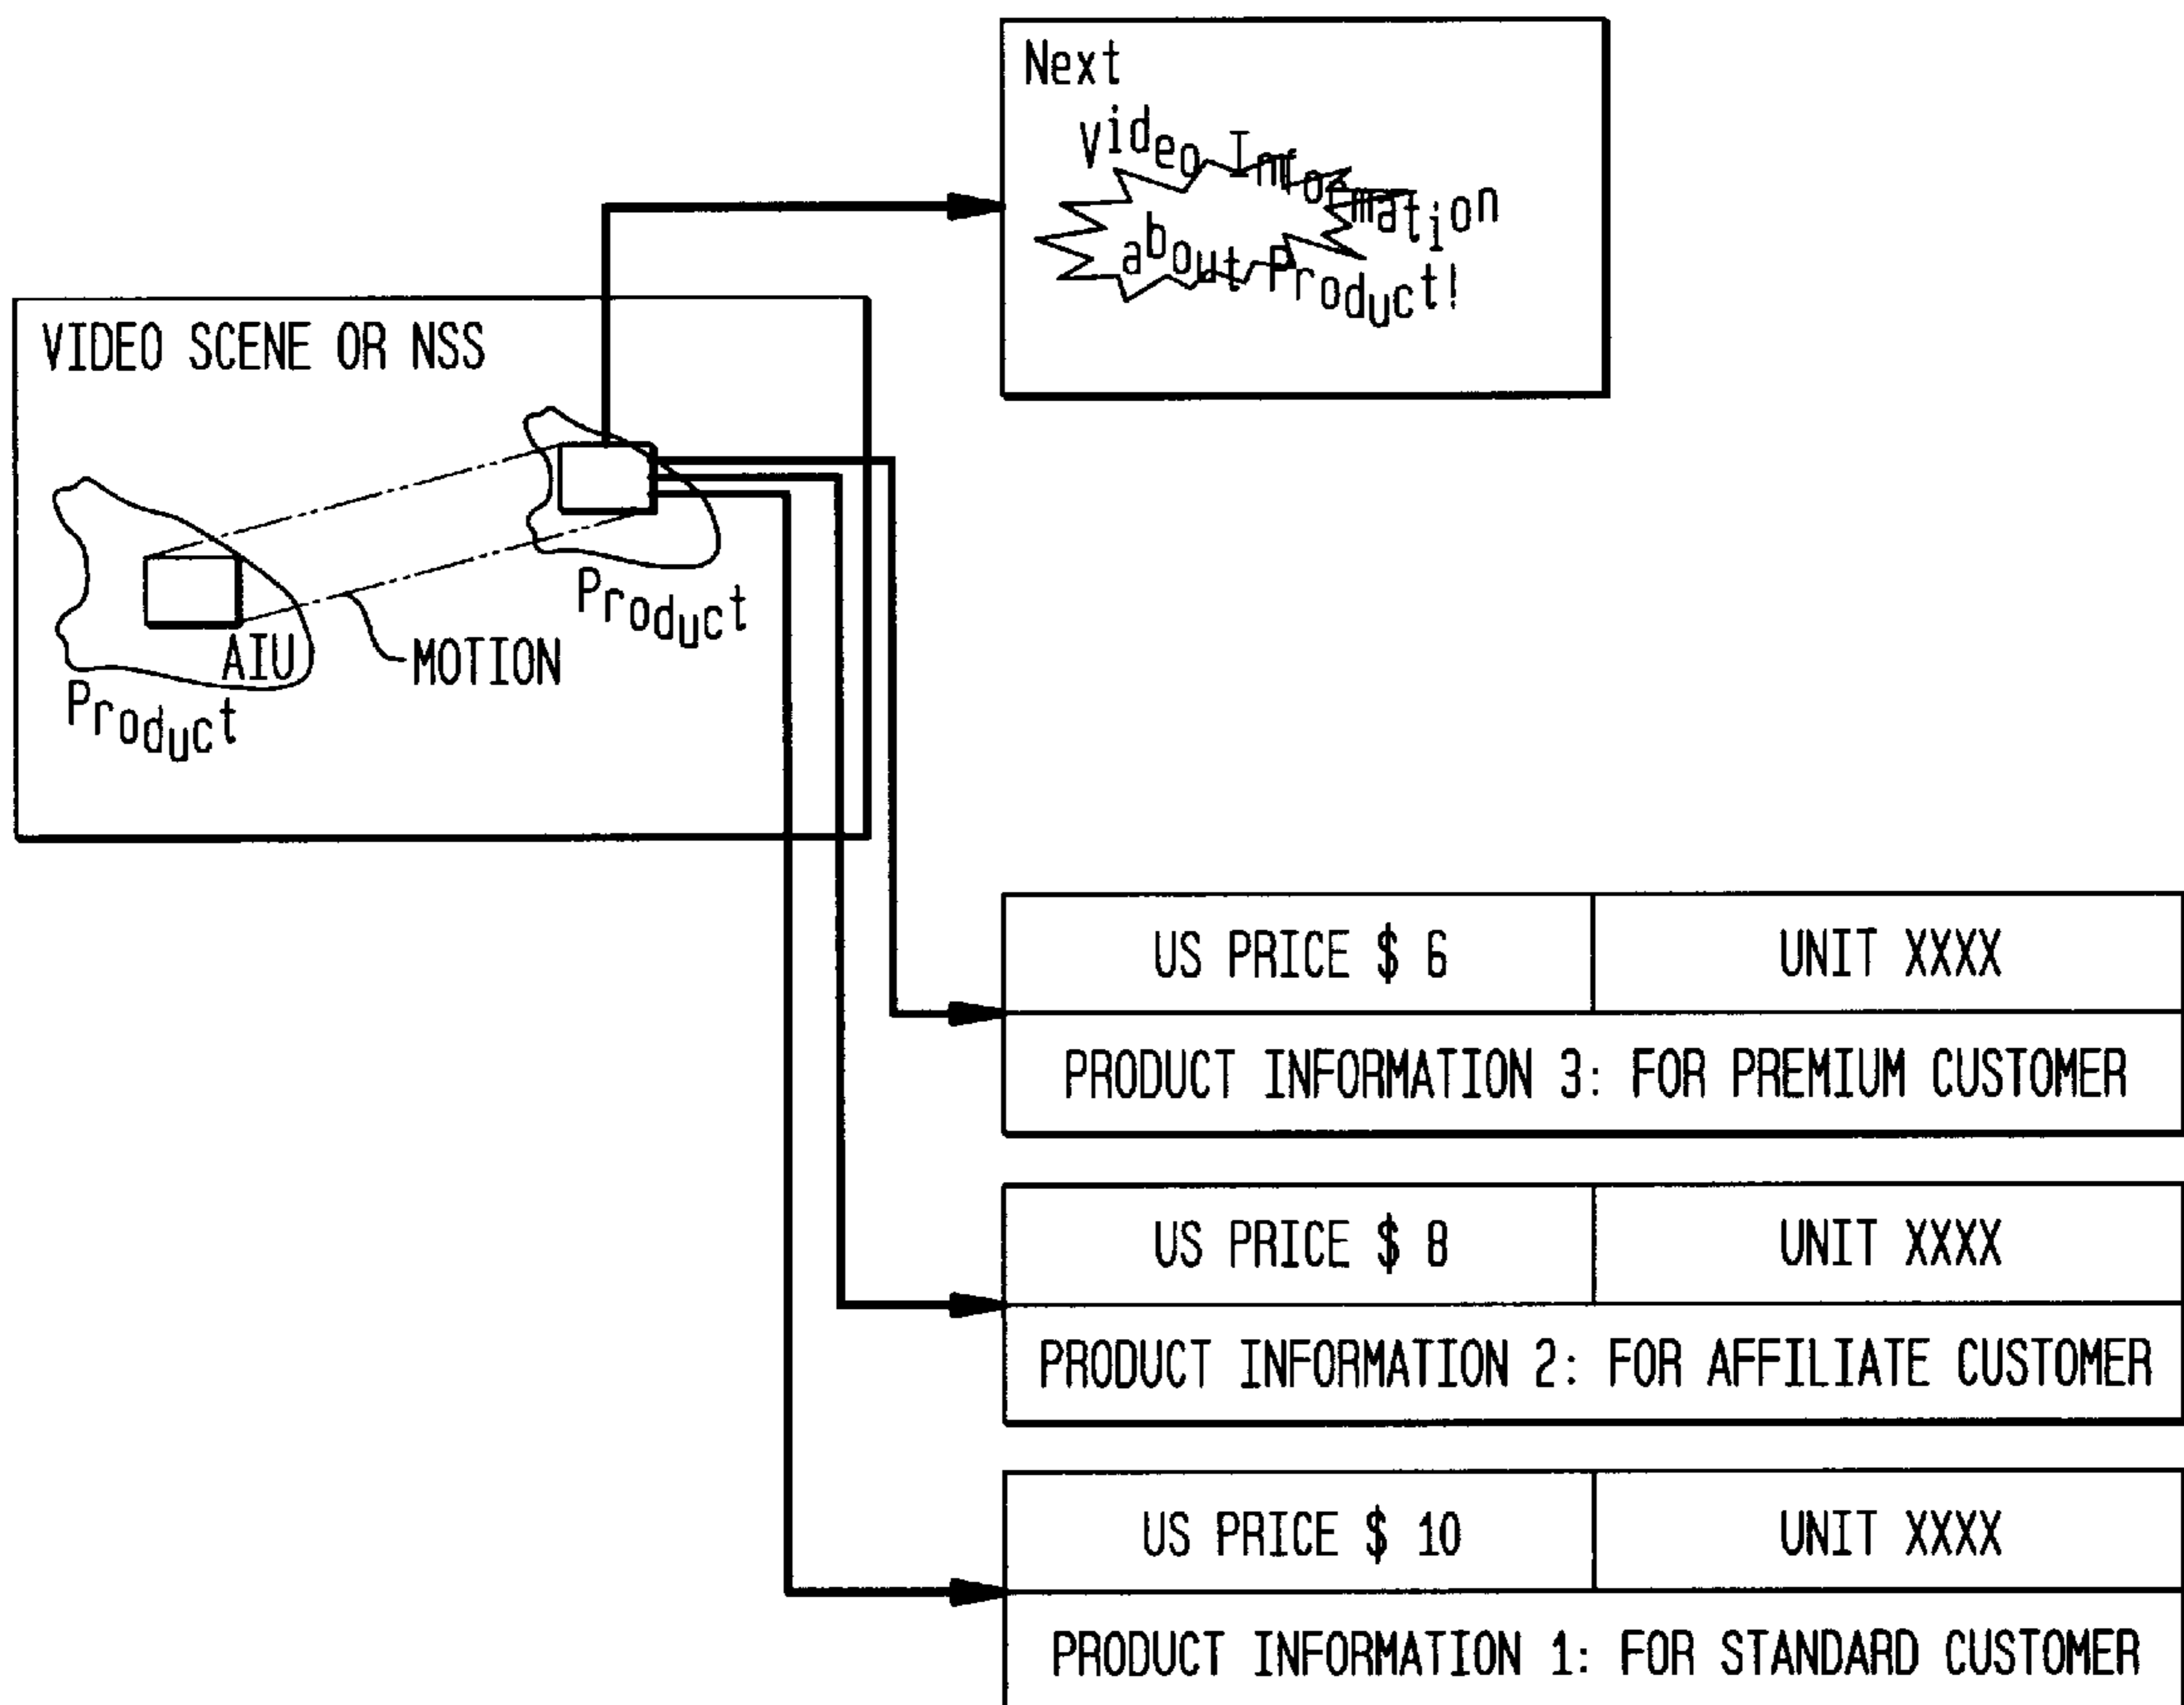 Next
Video Information
about Product!
VIDEO SCENE OR NSS
Product
AIU
MOTION
Product
US PRICE $ 6 UNIT XXXX
PRODUCT INFORMATION 3: FOR PREMIUM CUSTOMER
US PRICE $ 8 UNIT XXXX
PRODUCT INFORMATION 2: FOR AFFILIATE CUSTOMER
US PRICE $ 10 UNIT XXXX
PRODUCT INFORMATION 1: FOR STANDARD CUSTOMER